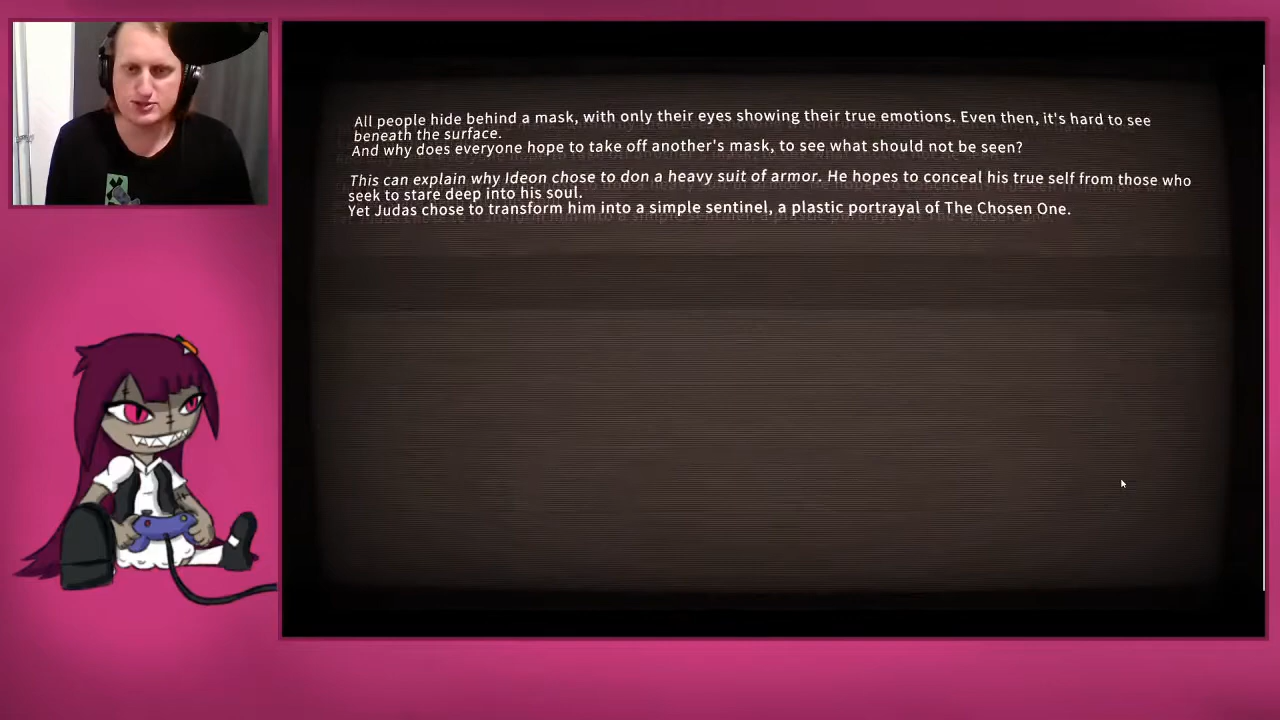 All people hide behind a mask, with only their eyes showing their true emotions. Even then, it's hard to see
beneath the surface.
And why does everyone hope to take off another's mask, to see what should not be seen?
This can explain why Ideon chose to don a heavy suit of armor. He hopes to conceal his true self from those who
seek to stare deep into his soul.
Yet Judas chose to transform him into a simple sentinel, a plastic portrayal of The Chosen One.